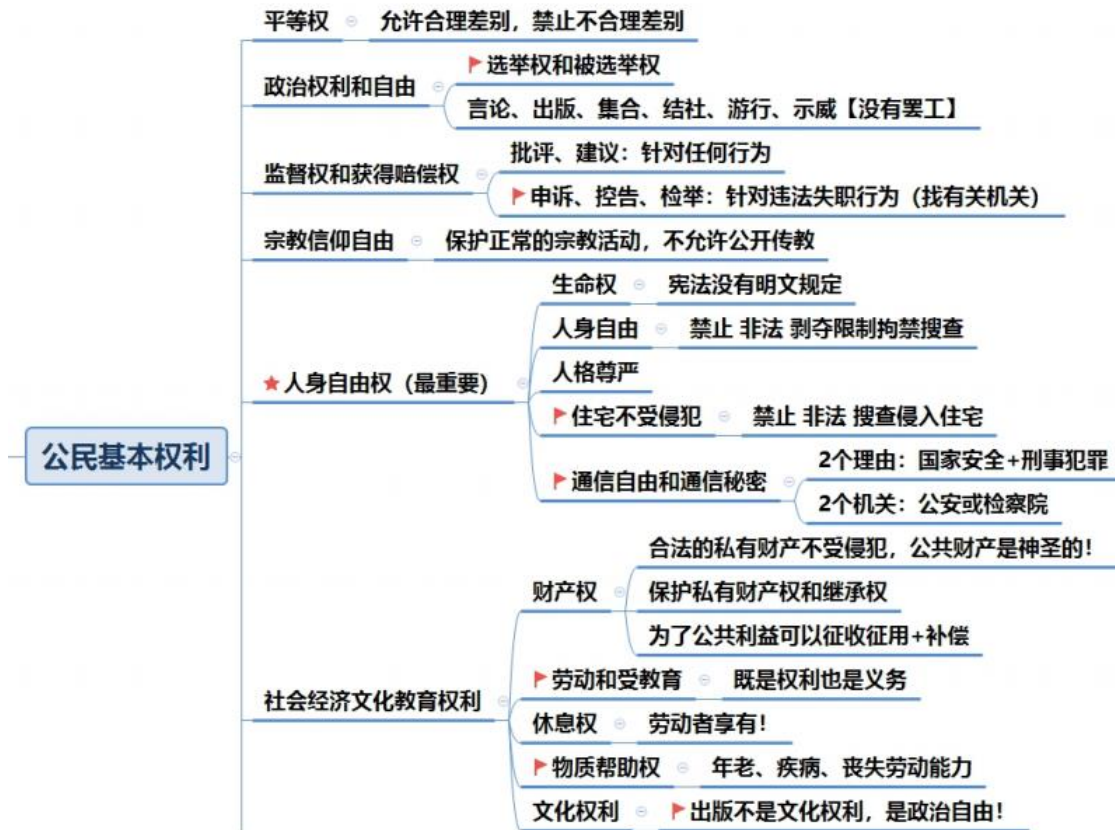 平等权
允许合理差别，禁止不合理差别
政治权利和自由
选举权和被选举权
言论、出版、集合、结社、游行、示威【没有罢工】
监督权和获得赔偿权
批评、建议：针对任何行为
申诉、控告、检举：针对违法失职行为（找有关机关）
宗教信仰自由
保护正常的宗教活动，不允许公开传教
生命权
宪法没有明文规定
人身自由
禁止 非法 剥夺限制拘禁搜查
人身自由权（最重要）
人格尊严
住宅不受侵犯
禁止 非法 搜查侵入住宅
公民基本权利
通信自由和通信秘密
2个理由：国家安全+刑事犯罪
2个机关：公安或检察院
财产权
合法的私有财产不受侵犯，公共财产是神圣的！
保护私有财产权和继承权
为了公共利益可以征收征用+补偿
社会经济文化教育权利
劳动和受教育
既是权利也是义务
休息权
劳动者享有！
物质帮助权
年老、疾病、丧失劳动能力
文化权利
出版不是文化权利，是政治自由！